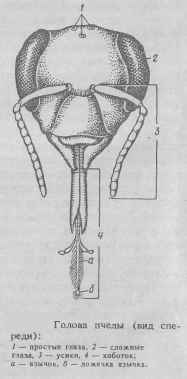 1
2
3
4
а
б
Голова пчелы (вид спе-
реди):
1 — простые глаза, 2 — сложные
глаза, 3 — усики, 4 — хоботок;
а — язычок, б — ложечка язычка.